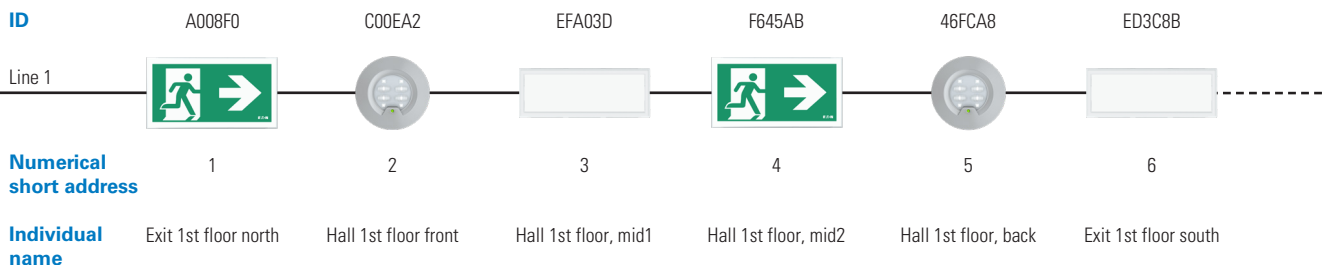 ID A008F0 C00EA2 EFA03D F645AB 46FCA8 ED3C8B
Line 1
Numerical
short address
1 2 3 4 5 6
Individual
name
Exit 1st floor north Hall 1st floor front Hall 1st floor, mid1 Hall 1st floor, mid2 Hall 1st floor, back Exit 1st floor south